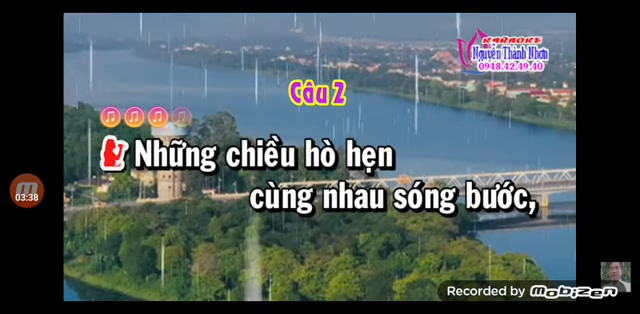 KARAOKE
Nguyễn Thành Nhơn
0948.42.49.40
Câu 2
Những chiều hò hẹn
cùng nhau sóng bước,
03:38
Recorded by Mobizen